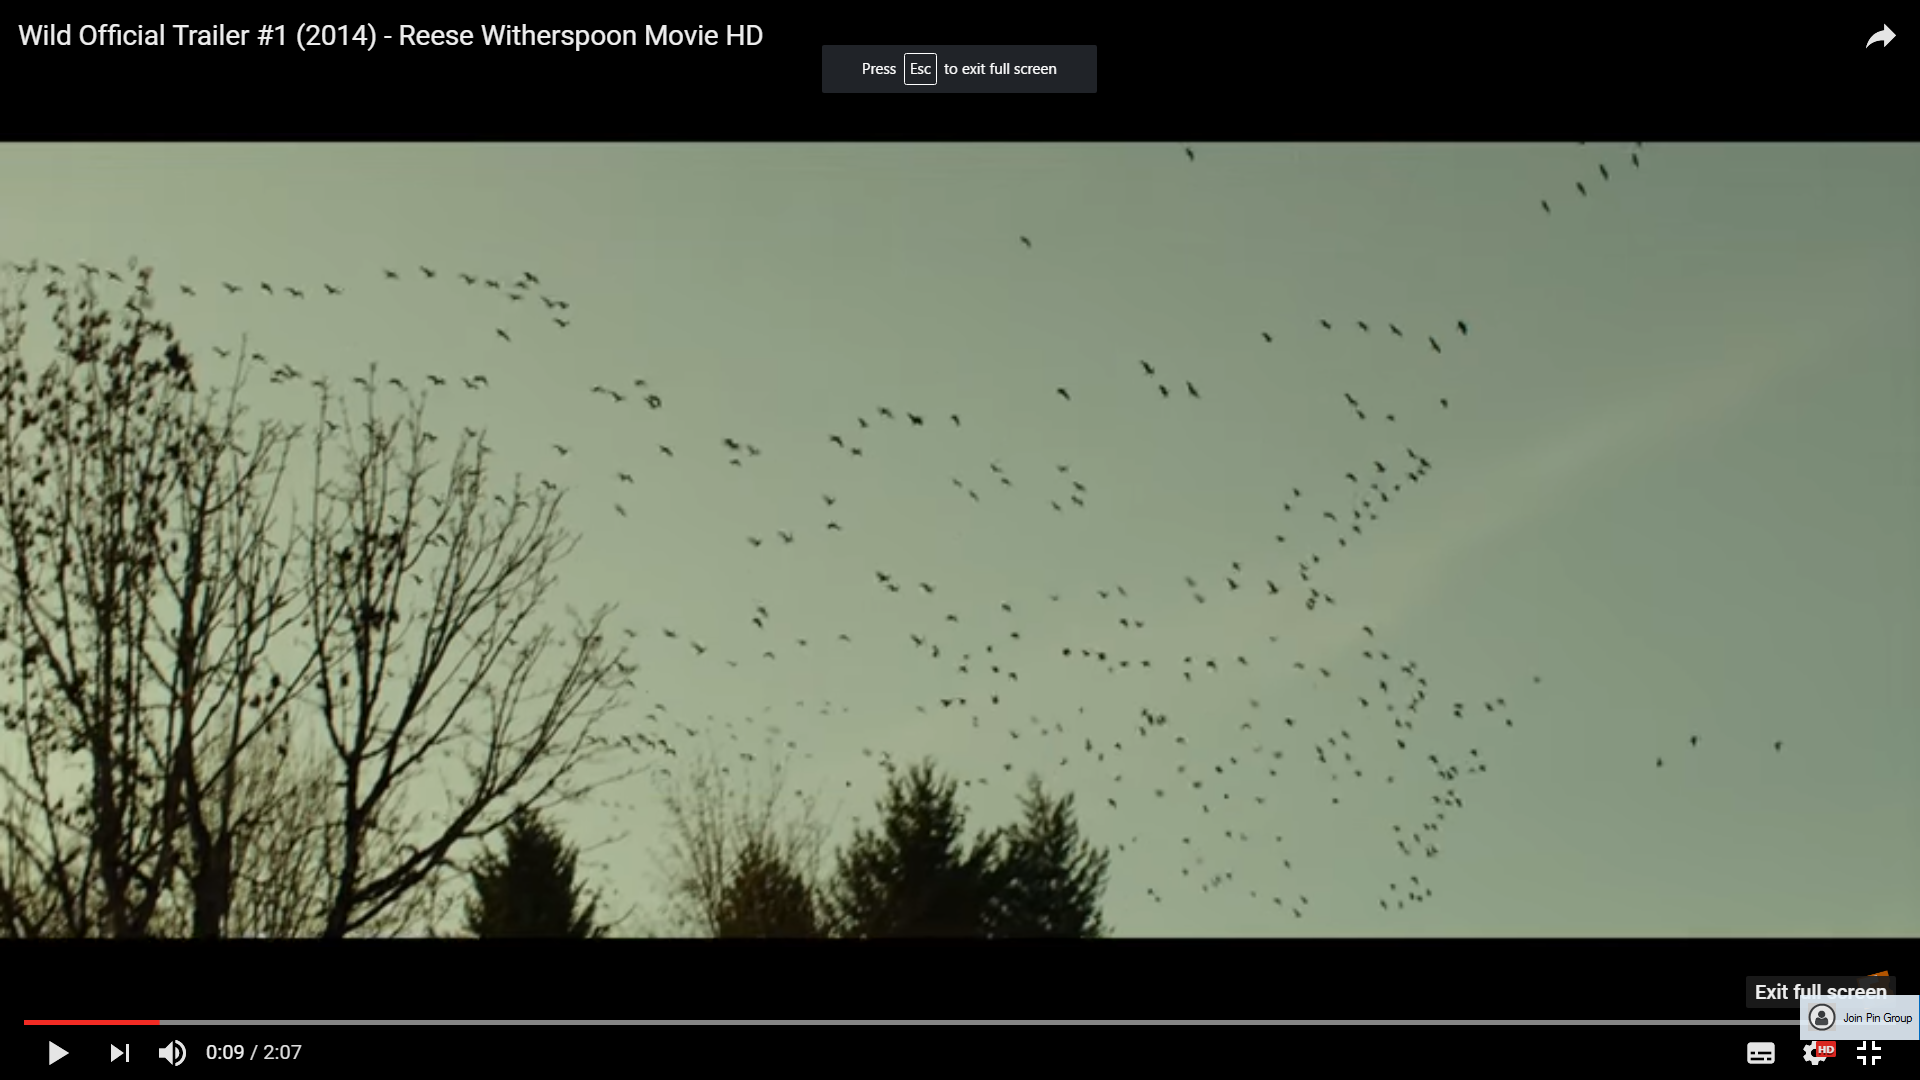 Wild Official Trailer #1 (2014) - Reese Witherspoon Movie HD
Press Esc to exit full screen
Exit full screen
Join Pin Group
0:09 / 2:07
HD